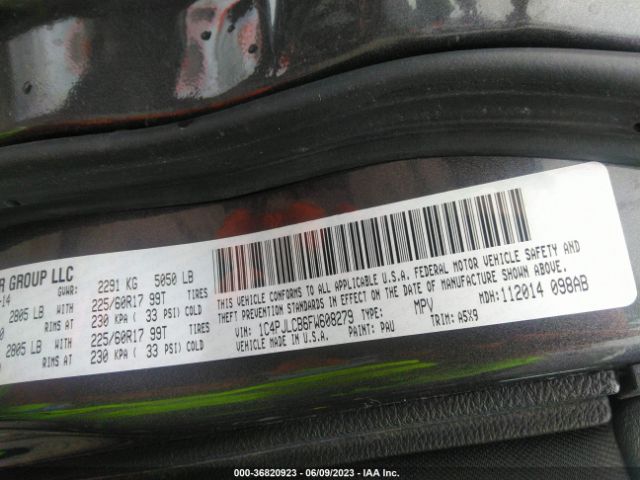 R GROUP LLC
-14 GVWR: 2291 KG 5050 LB
2805 LB WITH 225/60R17 99T TIRES
RIMS AT 230 KPA ( 33 PSI) COLD
2805 LB WITH 225/60R17 99T TIRES
RIMS AT 230 KPA ( 33 PSI) COLD
THIS VEHICLE CONFORMS TO ALL APPLICABLE U.S.A. FEDERAL MOTOR VEHICLE SAFETY AND
THEFT PREVENTION STANDARDS IN EFFECT ON THE DATE OF MANUFACTURE SHOWN ABOVE.
VIN: 1C4PJLCB6FW608279 TYPE: MPV MDH: 112014 098AB
VEHICLE MADE IN U.S.A. PAINT: PAU TRIM: A5X9
000-36820923 - 06/09/2023 - IAA Inc.